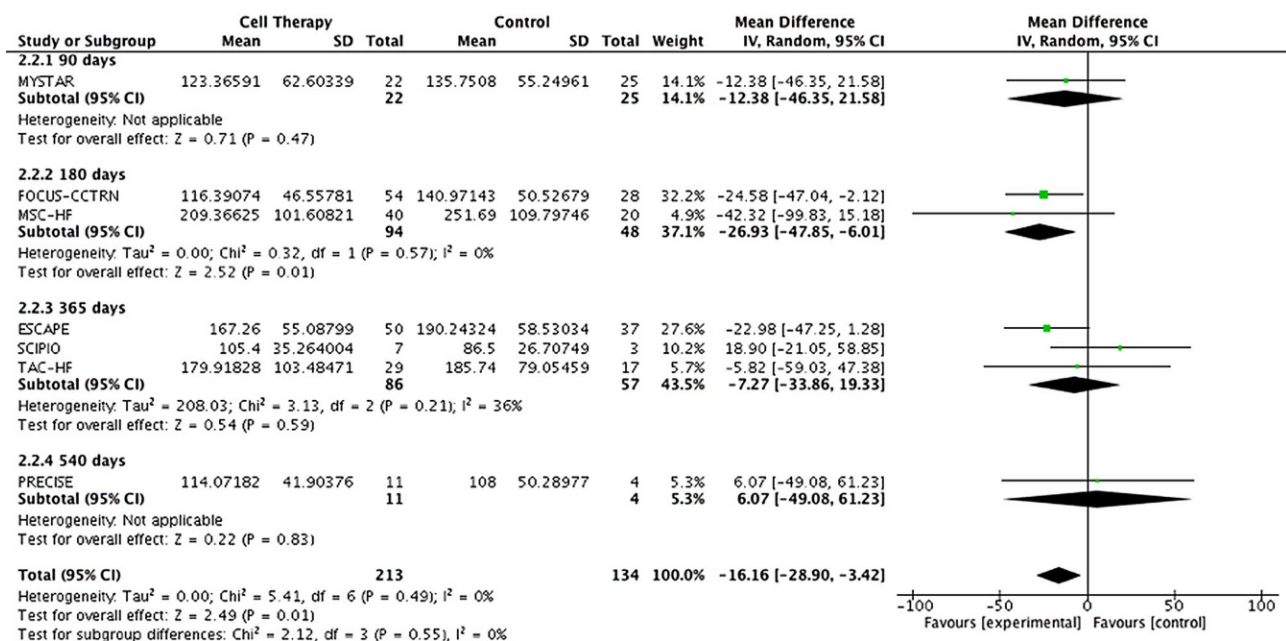 Cell Therapy Control Mean Difference Mean Difference
Study or Subgroup Mean SD Total Mean SD Total Weight IV, Random, 95% CI IV, Random, 95% CI
2.2.1 90 days
MYSTAR 123.36591 62.60339 22 135.7508 55.24961 25 14.1% -12.38 [-46.35, 21.58]
Subtotal (95% CI) 22 25 14.1% -12.38 [-46.35, 21.58]
Heterogeneity: Not applicable
Test for overall effect: Z = 0.71 (P = 0.47)
2.2.2 180 days
FOCUS-CCTRN 116.39074 46.55781 54 140.97143 50.52679 28 32.2% -24.58 [-47.04, -2.12]
MSC-HF 209.36625 101.60821 40 251.69 109.79746 20 4.9% -42.32 [-99.83, 15.18]
Subtotal (95% CI) 94 48 37.1% -26.93 [-47.85, -6.01]
Heterogeneity: Tau² = 0.00; Chi² = 0.32, df = 1 (P = 0.57); I² = 0%
Test for overall effect: Z = 2.52 (P = 0.01)
2.2.3 365 days
ESCAPE 167.26 55.08799 50 190.24324 58.53034 37 27.6% -22.98 [-47.25, 1.28]
SCIPIO 105.4 35.264004 7 86.5 26.70749 3 10.2% 18.90 [-21.05, 58.85]
TAC-HF 179.91828 103.48471 29 185.74 79.05459 17 5.7% -5.82 [-59.03, 47.38]
Subtotal (95% CI) 86 57 43.5% -7.27 [-33.86, 19.33]
Heterogeneity: Tau² = 208.03; Chi² = 3.13, df = 2 (P = 0.21); I² = 36%
Test for overall effect: Z = 0.54 (P = 0.59)
2.2.4 540 days
PRECISE 114.07182 41.90376 11 108 50.28977 4 5.3% 6.07 [-49.08, 61.23]
Subtotal (95% CI) 11 4 5.3% 6.07 [-49.08, 61.23]
Heterogeneity: Not applicable
Test for overall effect: Z = 0.22 (P = 0.83)
Total (95% CI) 213 134 100.0% -16.16 [-28.90, -3.42]
Heterogeneity: Tau² = 0.00; Chi² = 5.41, df = 6 (P = 0.49); I² = 0%
Test for overall effect: Z = 2.49 (P = 0.01)
Test for subgroup differences: Chi² = 2.12, df = 3 (P = 0.55), I² = 0%
-100 -50 0 50 100
Favours [experimental] Favours [control]